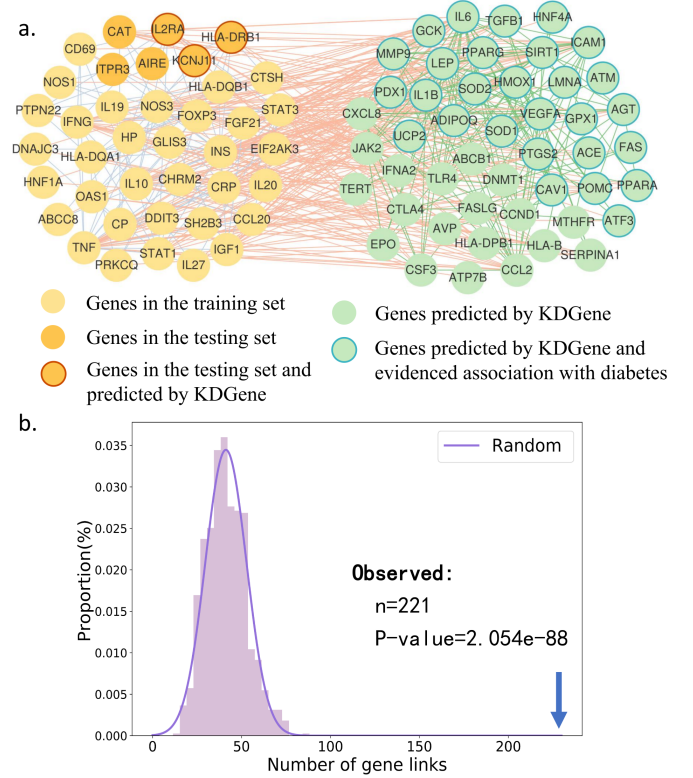 a.
CAT
IL2RA
HLA-DRB1
CD69
ITPR3
AIRE
KCNJ11
NOS1
HLA-DQB1
CTSH
PTPN22
IL19
NOS3
STAT3
IFNG
FOXP3
FGF21
DNAJC3
HP
GLIS3
INS
EIF2AK3
HLA-DQA1
HNF1A
OAS1
IL10
CHRM2
CRP
IL20
ABCC8
CP
DDIT3
SH2B3
CCL20
TNF
PRKCQ
STAT1
IL27
IGF1
IL6
TGFB1
HNF4A
GCK
ICAM1
MMP9
LEP
PPARG
SIRT1
PDX1
IL1B
SOD2
HMOX1
LMNA
ATM
CXCL8
ADIPOQ
VEGFA
GPX1
AGT
UCP2
SOD1
JAK2
PTGS2
ACE
FAS
IFNA2
ABCB1
TERT
TLR4
DNMT1
CAV1
POMC
PPARA
CTLA4
FASLG
CCND1
MTHFR
ATF3
EPO
AVP
HLA-DPB1
HLA-B
SERPINA1
CSF3
ATP7B
CCL2
Genes in the training set
Genes in the testing set
Genes in the testing set and
predicted by KDGene
Genes predicted by KDGene
Genes predicted by KDGene and
evidenced association with diabetes
b.
Random
0.035
0.030
0.025
0.020
0.015
0.010
0.005
0.000
Proportion(%)
Observed:
n=221
P-value=2.054e-88
0
50
100
150
200
Number of gene links